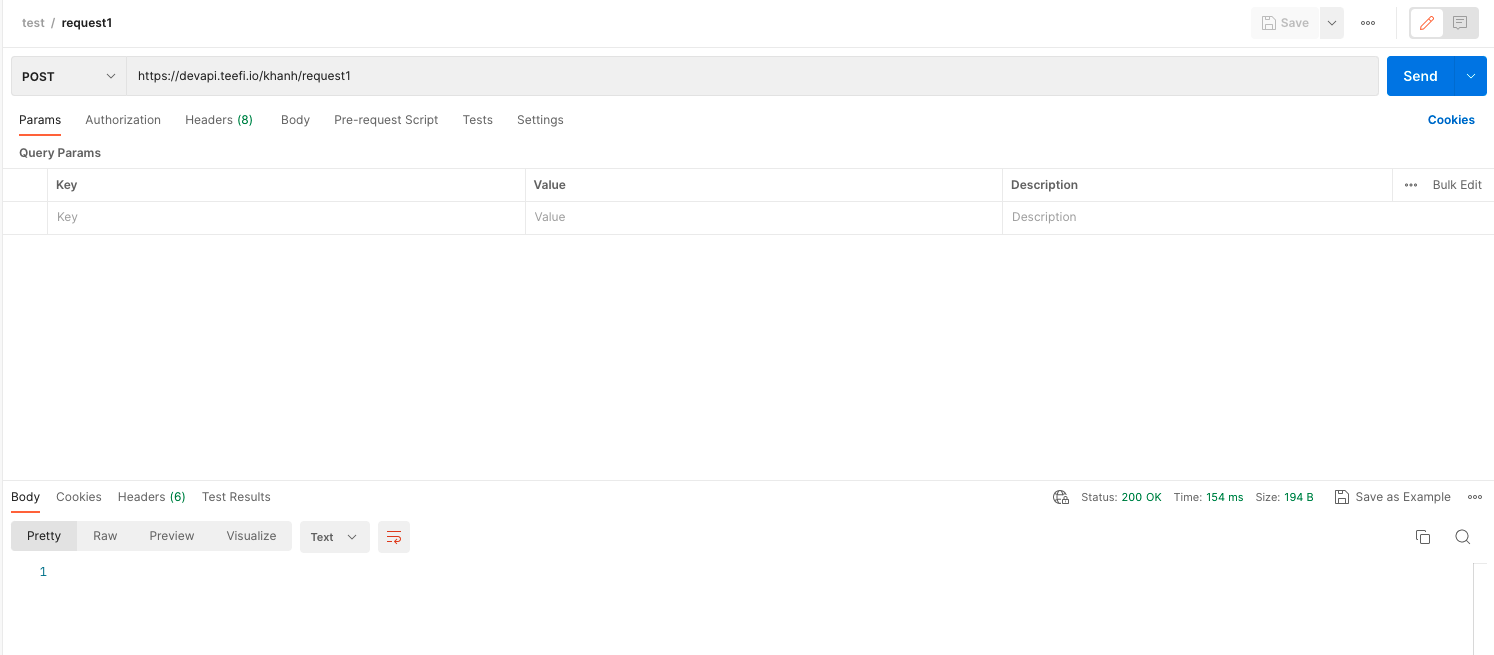 test / request1 Save
POST https://devapi.teefi.io/khanh/request1 Send
Params Authorization Headers (8) Body Pre-request Script Tests Settings Cookies
Query Params
Key Value Description Bulk Edit
Key Value Description
Body Cookies Headers (6) Test Results Status: 200 OK Time: 154 ms Size: 194 B Save as Example
Pretty Raw Preview Visualize Text
1